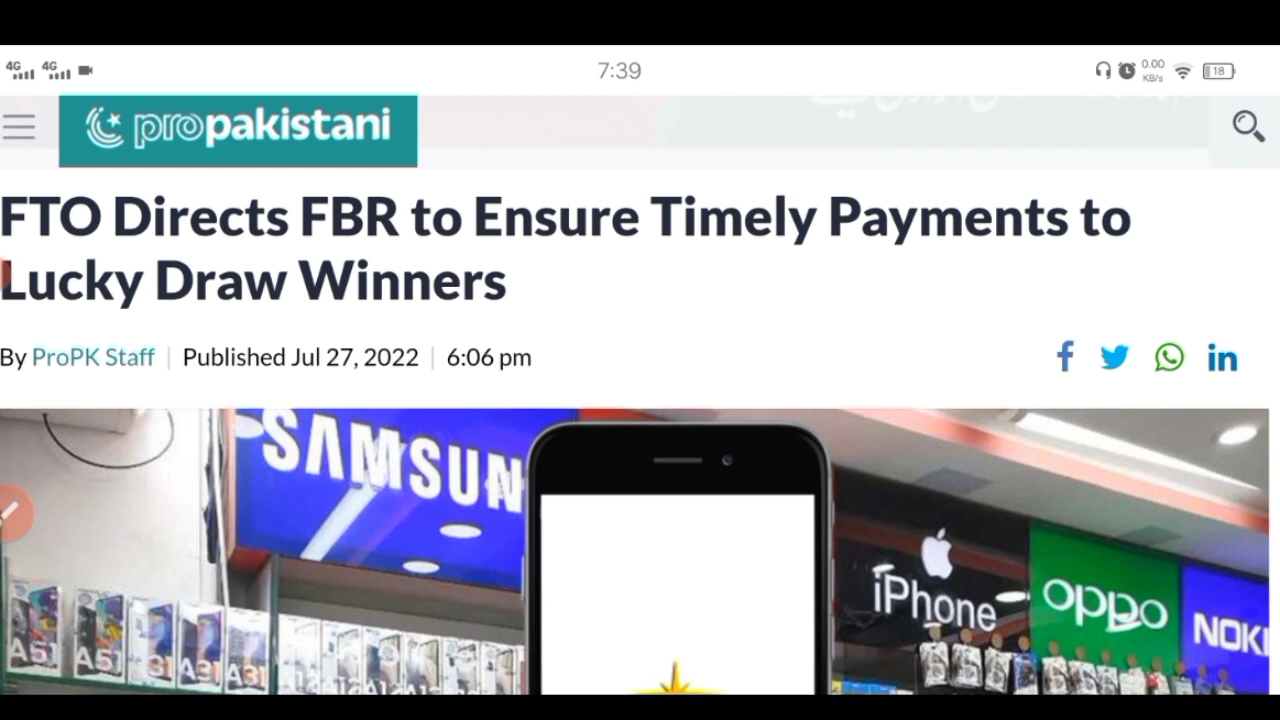 4G 4G 7:39 0.00 KB/s 18
propakistani
FTO Directs FBR to Ensure Timely Payments to
Lucky Draw Winners
By ProPK Staff | Published Jul 27, 2022 | 6:06 pm
f in
SAMSUN
iPhone
oppo
NOKI
A51 A51 A31 A31